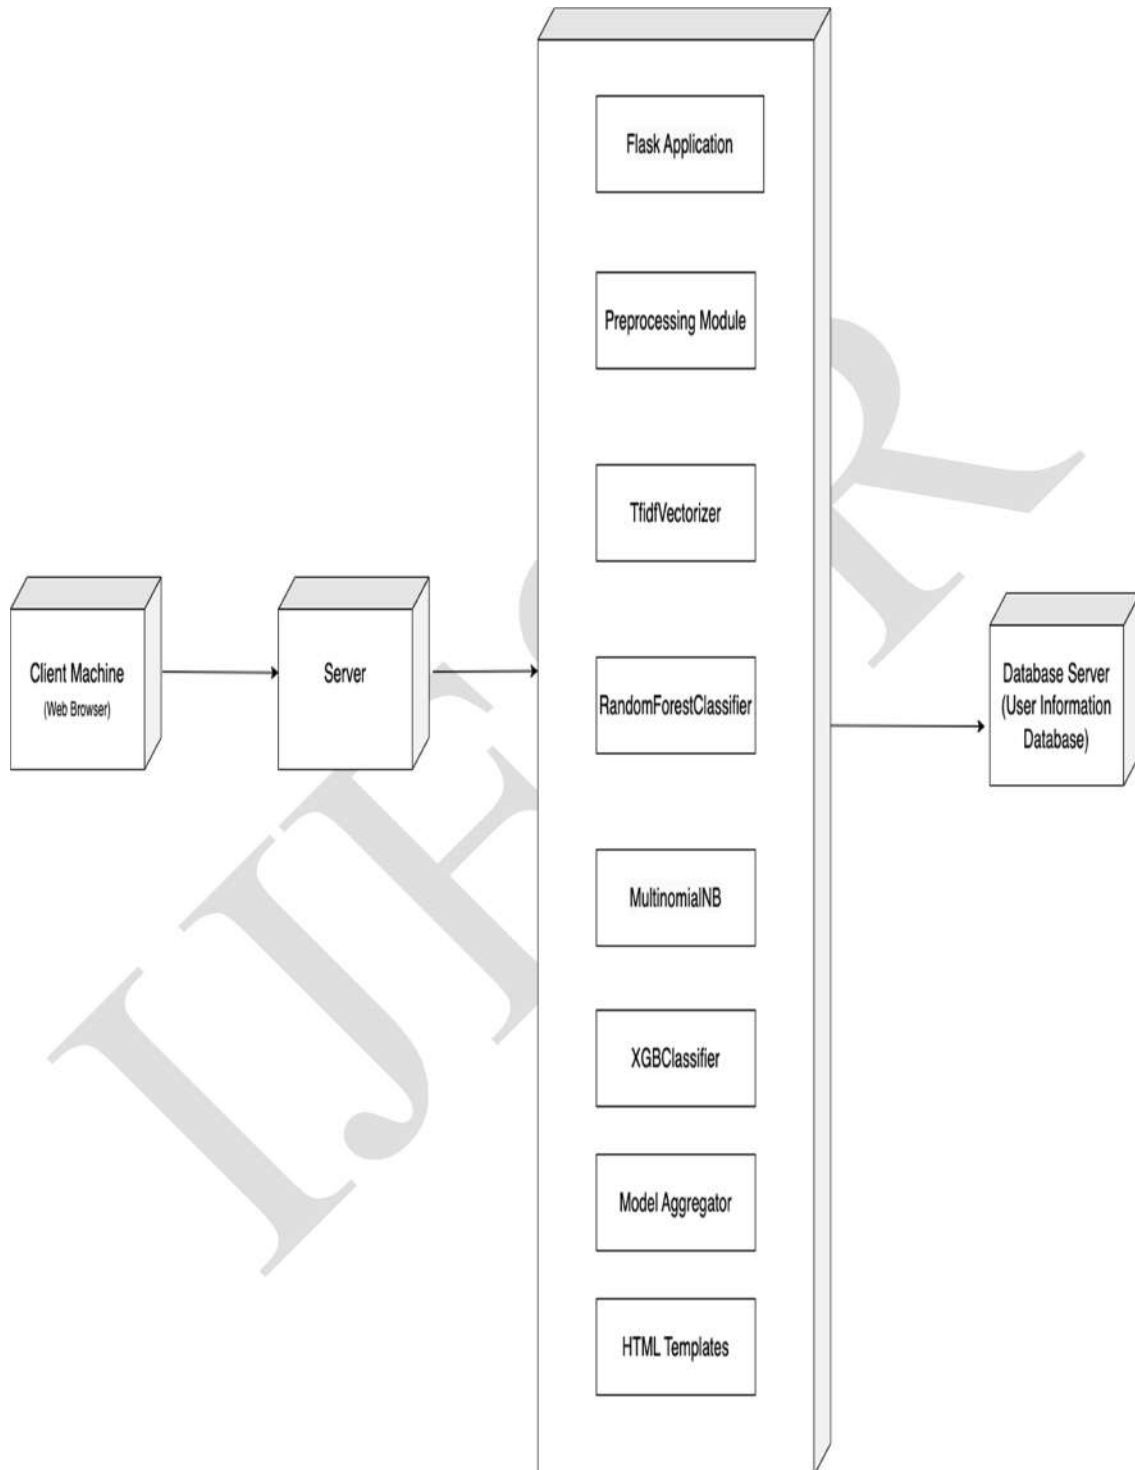 Flask Application
Preprocessing Module
TfidfVectorizer
Client Machine
(Web Browser)
Server
RandomForestClassifier
Database Server
(User Information
Database)
MultinomialNB
XGBClassifier
Model Aggregator
HTML Templates